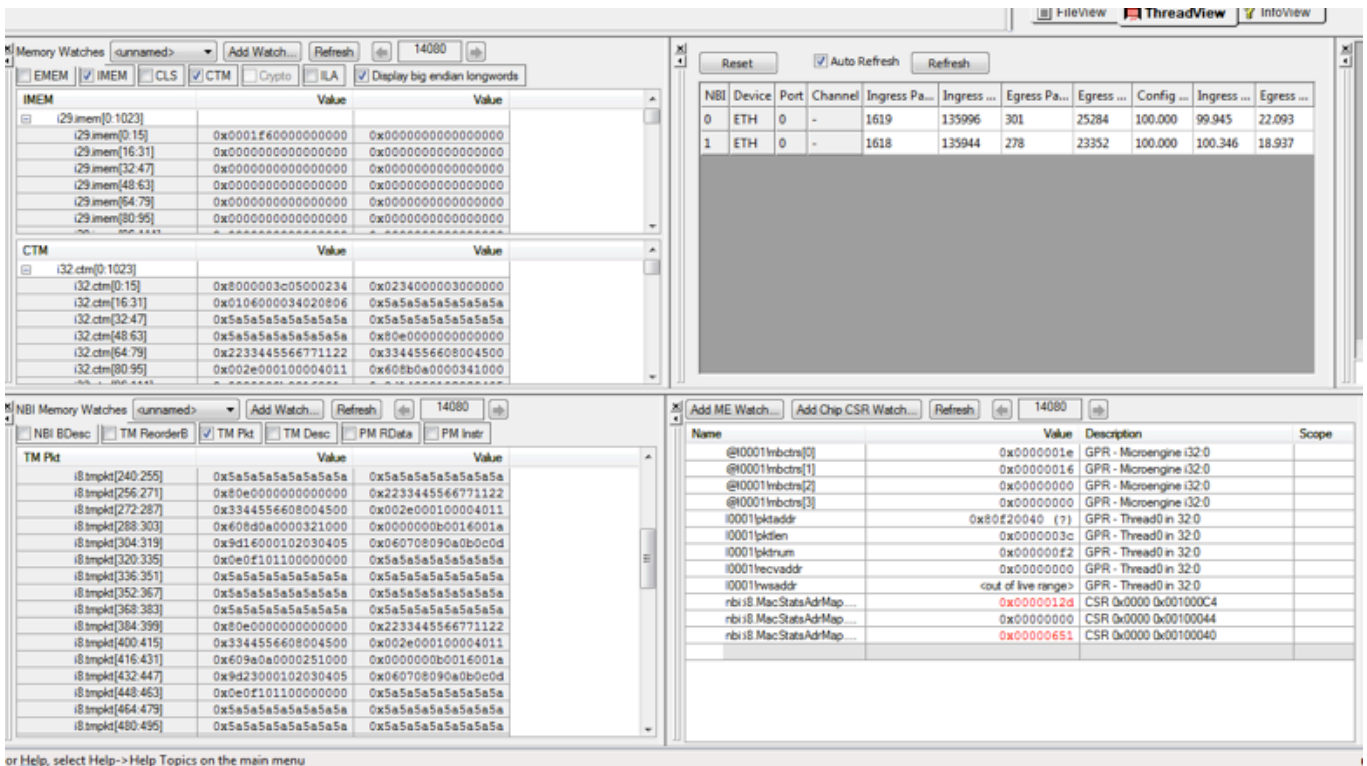 FileView ThreadView InfoView
Memory Watches <unnamed> Add Watch... Refresh 14080
EMEM IMEM CLS CTM Crypto ILA Display big endian longwords
IMEM Value Value
i29.imem[0:1023]
i29.imem[0:15] 0x0001f60000000000 0x0000000000000000
i29.imem[16:31] 0x0000000000000000 0x0000000000000000
i29.imem[32:47] 0x0000000000000000 0x0000000000000000
i29.imem[48:63] 0x0000000000000000 0x0000000000000000
i29.imem[64:79] 0x0000000000000000 0x0000000000000000
i29.imem[80:95] 0x0000000000000000 0x0000000000000000
CTM Value Value
i32.ctm[0:1023]
i32.ctm[0:15] 0x8000003c05000234 0x0234000003000000
i32.ctm[16:31] 0x0106000034020806 0x5a5a5a5a5a5a5a5a
i32.ctm[32:47] 0x5a5a5a5a5a5a5a5a 0x5a5a5a5a5a5a5a5a
i32.ctm[48:63] 0x5a5a5a5a5a5a5a5a 0x80e0000000000000
i32.ctm[64:79] 0x2233445566771122 0x3344556608004500
i32.ctm[80:95] 0x002e000100004011 0x608b0a0000341000
Reset Auto Refresh Refresh
NBI Device Port Channel Ingress Pa... Ingress ... Egress Pa... Egress ... Config ... Ingress ... Egress ...
0 ETH 0 - 1619 135996 301 25284 100.000 99.945 22.093
1 ETH 0 - 1618 135944 278 23352 100.000 100.346 18.937
NBI Memory Watches <unnamed> Add Watch... Refresh 14080
NBI BDesc TM ReorderB TM Pkt TM Desc PM RData PM Instr
TM Pkt Value Value
i8.tmpkt[240:255] 0x5a5a5a5a5a5a5a5a 0x5a5a5a5a5a5a5a5a
i8.tmpkt[256:271] 0x80e0000000000000 0x2233445566771122
i8.tmpkt[272:287] 0x3344556608004500 0x002e000100004011
i8.tmpkt[288:303] 0x608d0a0000321000 0x0000000b0016001a
i8.tmpkt[304:319] 0x9d16000102030405 0x060708090a0b0c0d
i8.tmpkt[320:335] 0x0e0f101100000000 0x5a5a5a5a5a5a5a5a
i8.tmpkt[336:351] 0x5a5a5a5a5a5a5a5a 0x5a5a5a5a5a5a5a5a
i8.tmpkt[352:367] 0x5a5a5a5a5a5a5a5a 0x5a5a5a5a5a5a5a5a
i8.tmpkt[368:383] 0x5a5a5a5a5a5a5a5a 0x5a5a5a5a5a5a5a5a
i8.tmpkt[384:399] 0x80e0000000000000 0x2233445566771122
i8.tmpkt[400:415] 0x3344556608004500 0x002e000100004011
i8.tmpkt[416:431] 0x609a0a0000251000 0x0000000b0016001a
i8.tmpkt[432:447] 0x9d23000102030405 0x060708090a0b0c0d
i8.tmpkt[448:463] 0x0e0f101100000000 0x5a5a5a5a5a5a5a5a
i8.tmpkt[464:479] 0x5a5a5a5a5a5a5a5a 0x5a5a5a5a5a5a5a5a
i8.tmpkt[480:495] 0x5a5a5a5a5a5a5a5a 0x5a5a5a5a5a5a5a5a
Add ME Watch... Add Chip CSR Watch... Refresh 14080
Name Value Description Scope
@l0001!mbctrs[0] 0x0000001e GPR - Microengine i32:0
@l0001!mbctrs[1] 0x00000016 GPR - Microengine i32:0
@l0001!mbctrs[2] 0x00000000 GPR - Microengine i32:0
@l0001!mbctrs[3] 0x00000000 GPR - Microengine i32:0
l0001!pktaddr 0x80f20040 (?) GPR - Thread0 in 32:0
l0001!pktlen 0x0000003c GPR - Thread0 in 32:0
l0001!pktnum 0x000000f2 GPR - Thread0 in 32:0
l0001!recvaddr 0x00000000 GPR - Thread0 in 32:0
l0001!rwsaddr <out of live range> GPR - Thread0 in 32:0
nbi:i8.MacStatsAdrMap.... 0x0000012d CSR 0x0000 0x001000C4
nbi:i8.MacStatsAdrMap.... 0x00000000 CSR 0x0000 0x00100044
nbi:i8.MacStatsAdrMap.... 0x00000651 CSR 0x0000 0x00100040
or Help, select Help->Help Topics on the main menu